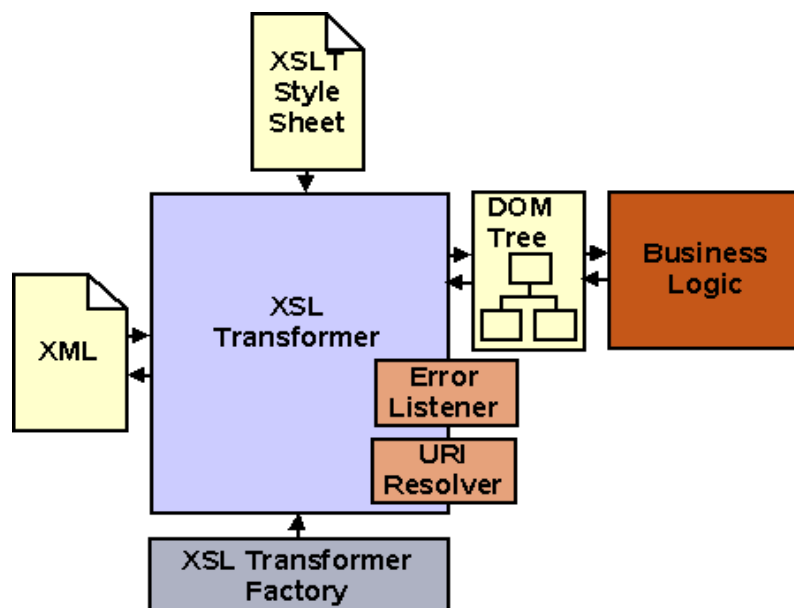 XSLT
Style
Sheet
DOM
Tree
Business
Logic
XSL
Transformer
XML
Error
Listener
URI
Resolver
XSL Transformer
Factory